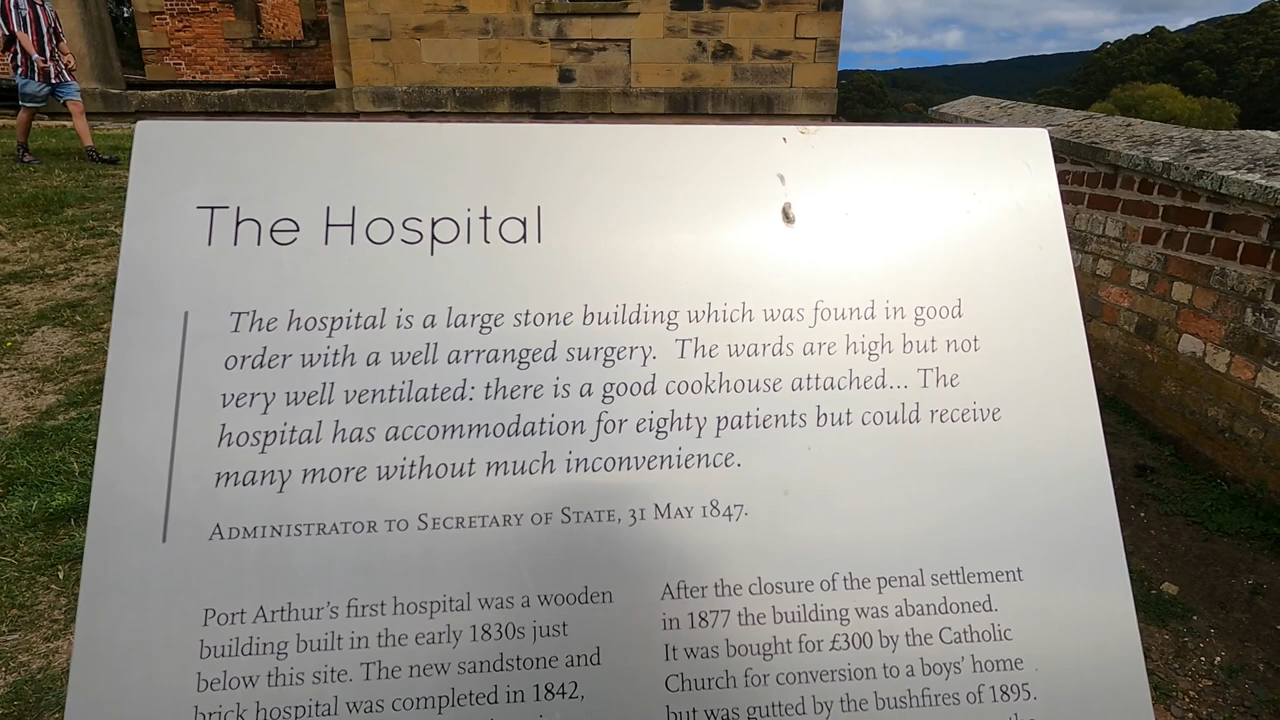 The Hospital
The hospital is a large stone building which was found in good
order with a well arranged surgery. The wards are high but not
very well ventilated: there is a good cookhouse attached... The
hospital has accommodation for eighty patients but could receive
many more without much inconvenience.
Administrator to Secretary of State, 31 May 1847.
Port Arthur's first hospital was a wooden
building built in the early 1830s just
below this site. The new sandstone and
brick hospital was completed in 1842,
After the closure of the penal settlement
in 1877 the building was abandoned.
It was bought for £300 by the Catholic
Church for conversion to a boys' home
but was gutted by the bushfires of 1895.
the